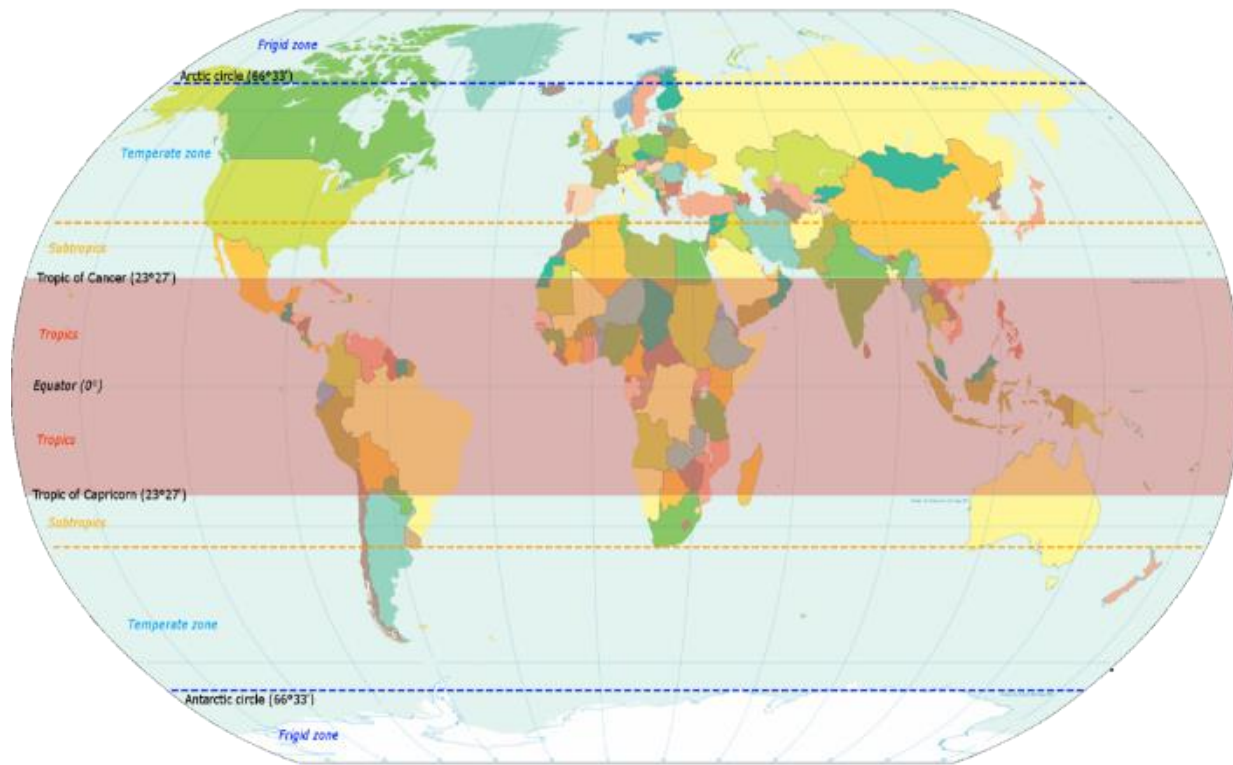 Frigid zone
Arctic circle (66°33')
Temperate zone
Subtropics
Tropic of Cancer (23°27')
Tropics
Equator (0°)
Tropics
Tropic of Capricorn (23°27')
Subtropics
Temperate zone
Antarctic circle (66°33')
Frigid zone